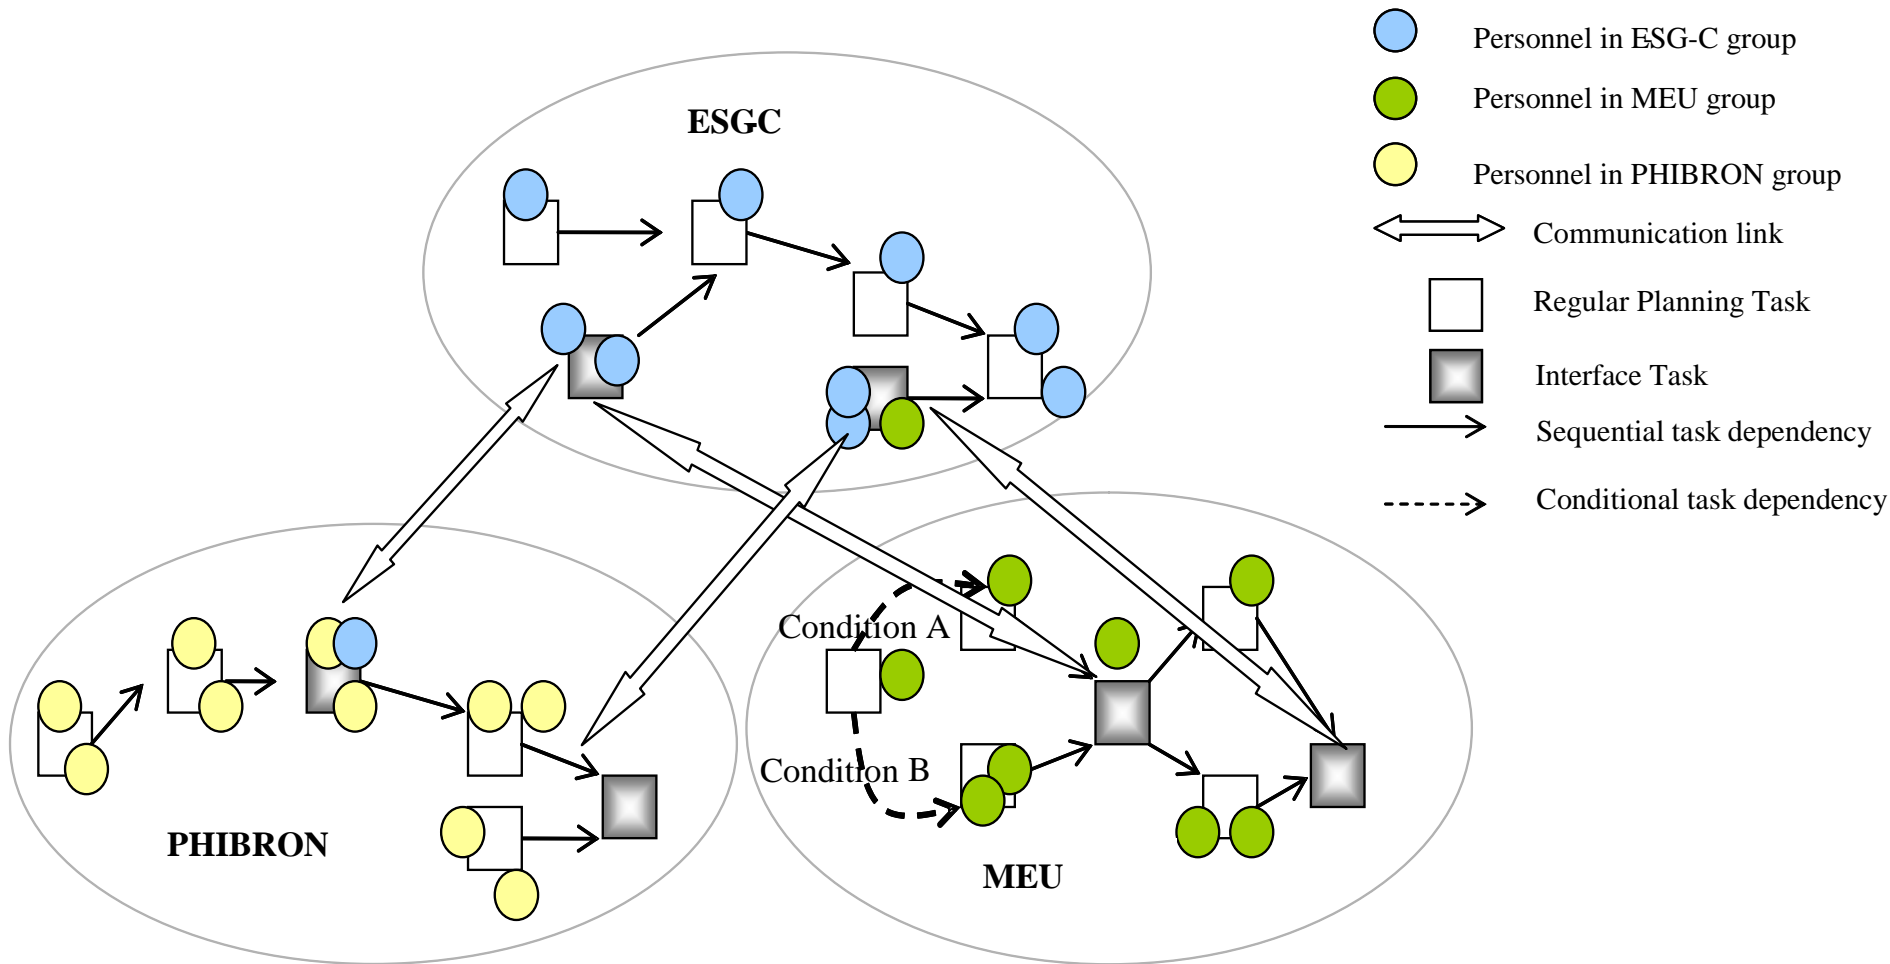 Personnel in ESG-C group
Personnel in MEU group
Personnel in PHIBRON group
Communication link
Regular Planning Task
Interface Task
Sequential task dependency
Conditional task dependency
ESGC
Condition A
Condition B
PHIBRON
MEU